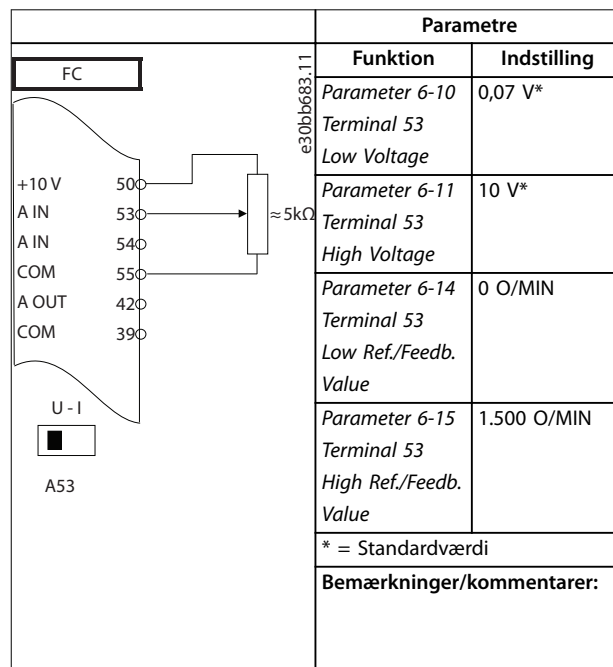 FC
e30bb683.11
+10 V 50
A IN 53
A IN 54
COM 55
A OUT 42
COM 39
≈ 5kΩ
U - I
A53
Parametre
Funktion Indstilling
Parameter 6-10 0,07 V*
Terminal 53
Low Voltage
Parameter 6-11 10 V*
Terminal 53
High Voltage
Parameter 6-14 0 O/MIN
Terminal 53
Low Ref./Feedb.
Value
Parameter 6-15 1.500 O/MIN
Terminal 53
High Ref./Feedb.
Value
* = Standardværdi
Bemærkninger/kommentarer: